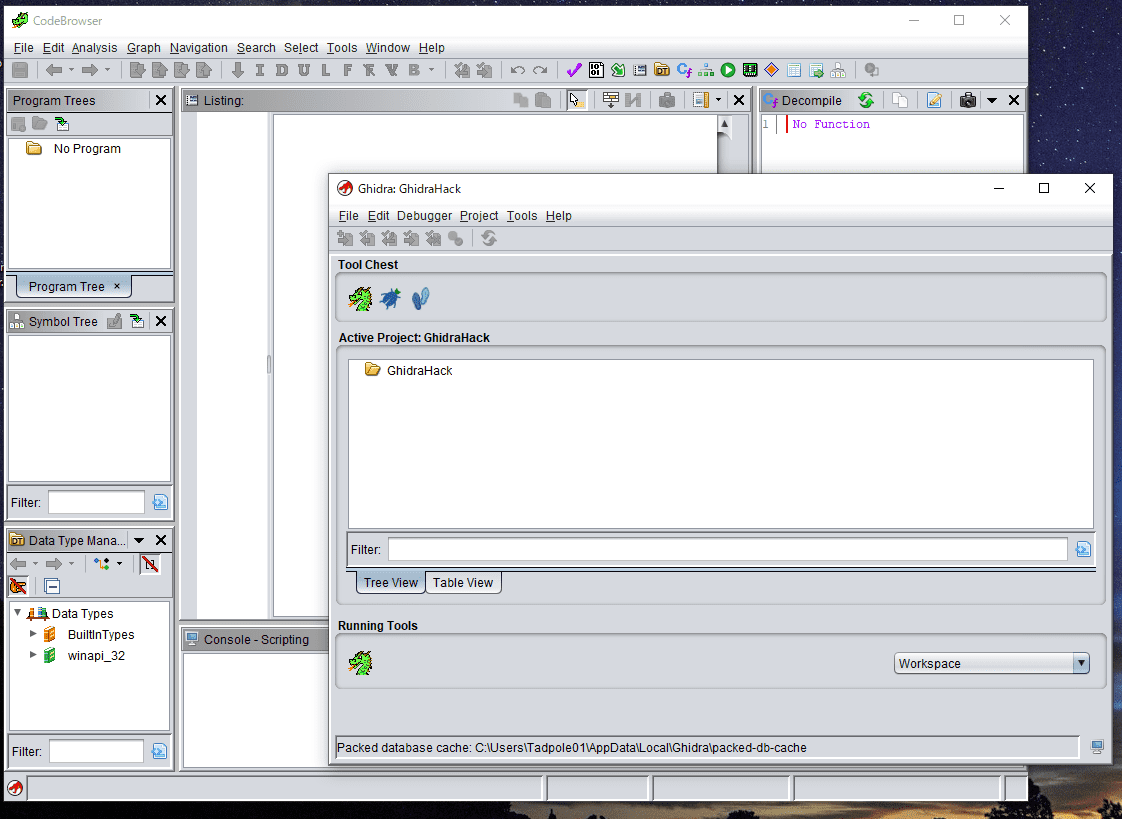 CodeBrowser
File Edit Analysis Graph Navigation Search Select Tools Window Help
I D U L F B
Program Trees
No Program
Program Tree ×
Symbol Tree
Filter:
Data Type Mana...
Data Types
BuiltInTypes
winapi_32
Filter:
Listing:
Console - Scripting
Decompile
1 No Function
Ghidra: GhidraHack
File Edit Debugger Project Tools Help
Tool Chest
Active Project: GhidraHack
GhidraHack
Filter:
Tree View Table View
Running Tools
Workspace
Packed database cache: C:\Users\Tadpole01\AppData\Local\Ghidra\packed-db-cache